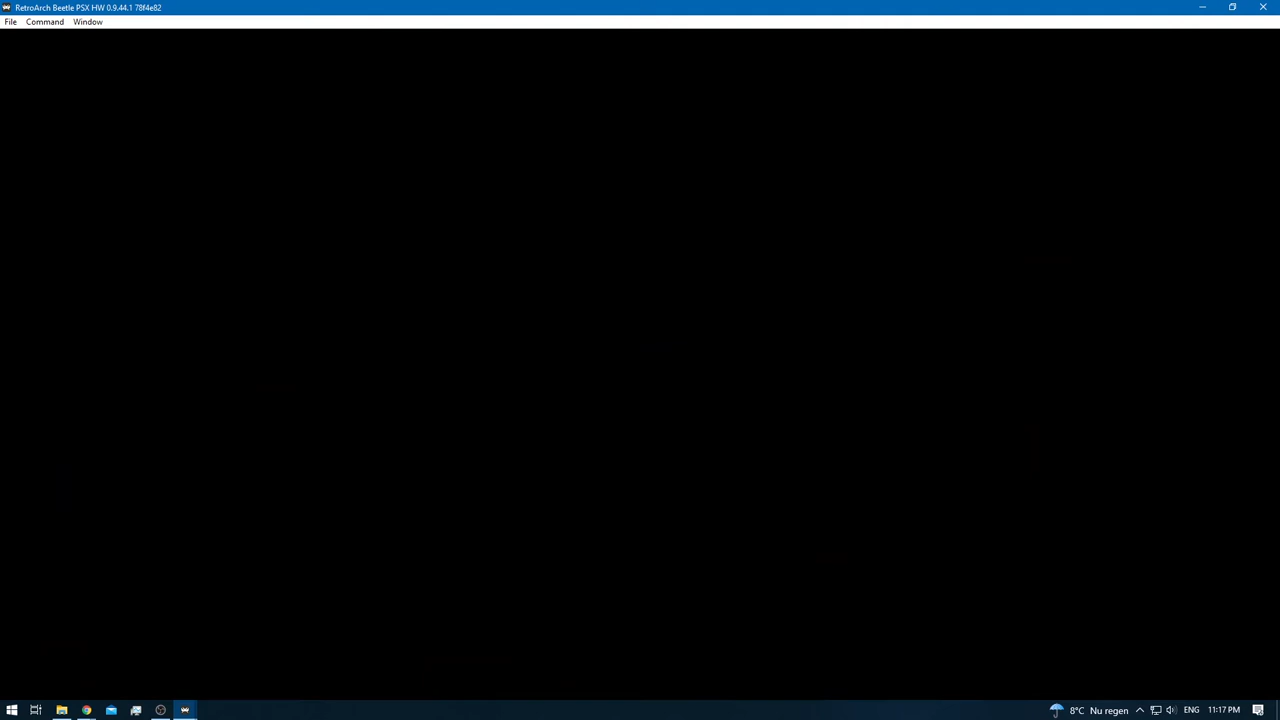 RetroArch Beetle PSX HW 0.9.44.1 78f4e82
File Command Window
8°C Nu regen ENG 11:17 PM